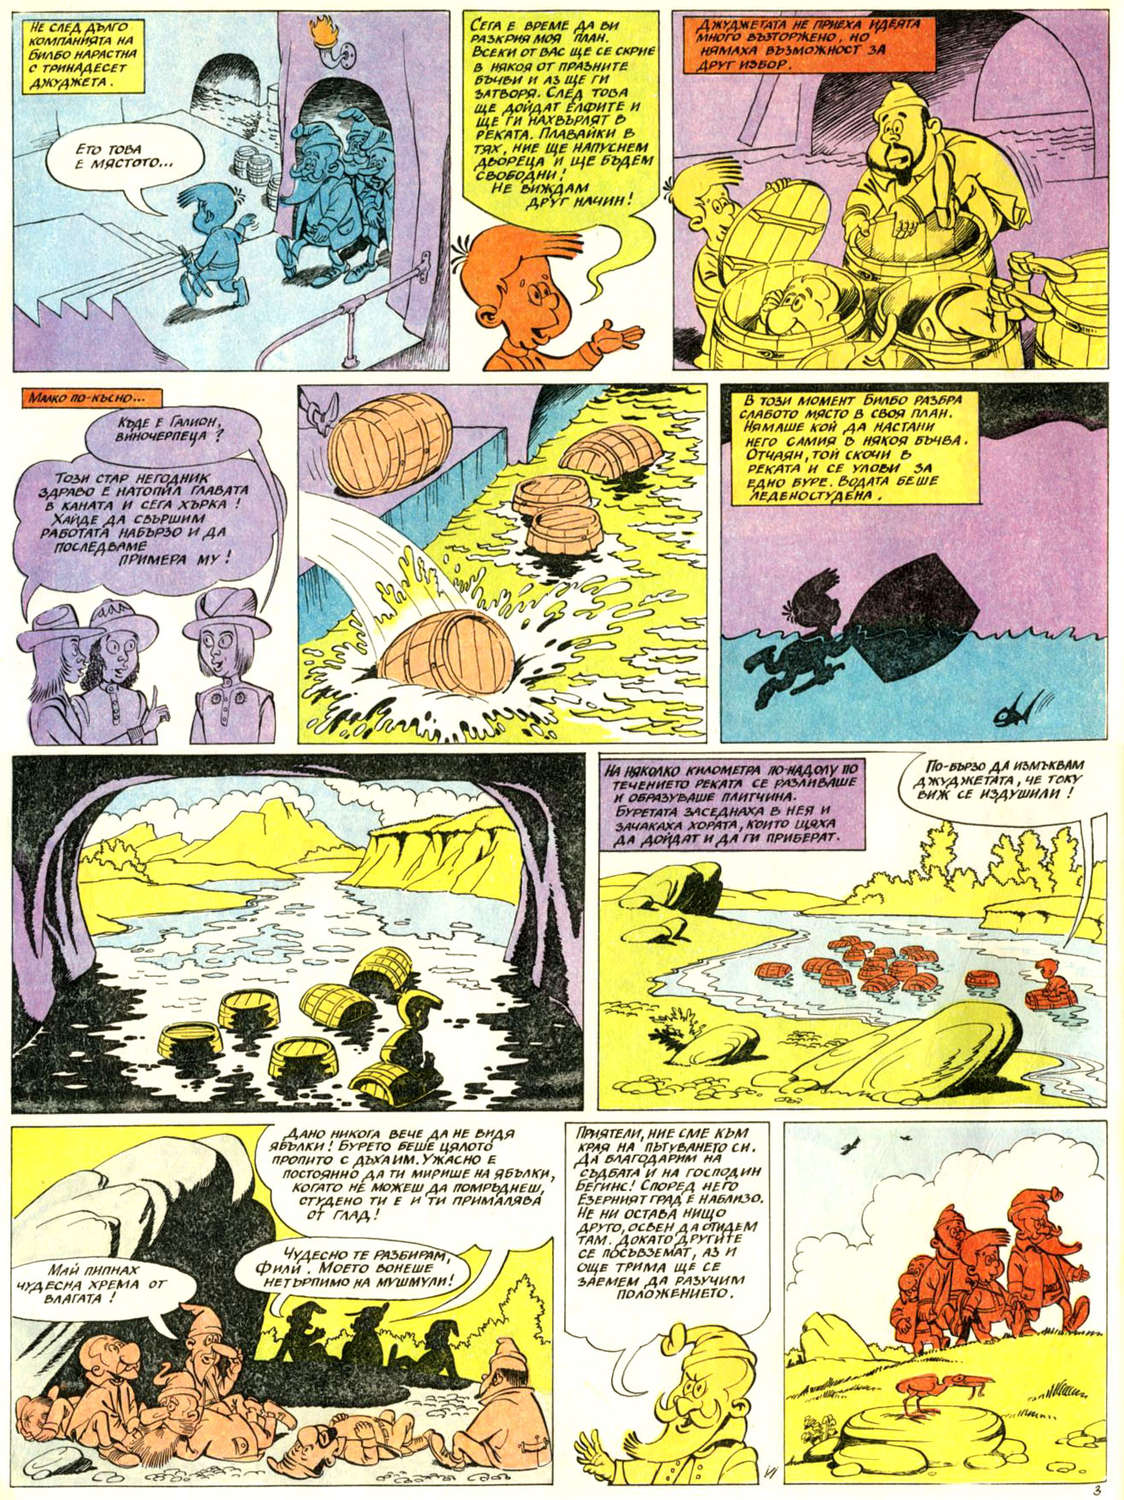 НЕ СЛЕД ДЪЛГО
КОМПАНИЯТА НА
БИЛБО НАРАСТНА
С ТРИНАДЕСЕТ
ДЖУДЖЕТА.
ЕТО ТОВА
Е МЯСТОТО...
СЕГА Е ВРЕМЕ ДА ВИ
РАЗКРИЯ МОЯ ПЛАН.
ВСЕКИ ОТ ВАС ЩЕ СЕ СКРИЕ
В НЯКОЯ ОТ ПРАЗНИТЕ
БЪЧВИ И АЗ ЩЕ ГИ
ЗАТВОРЯ. СЛЕД ТОВА
ЩЕ ДОЙДАТ ЕЛФИТЕ И
ЩЕ ГИ НАХВЪРЛЯТ В
РЕКАТА. ПЛАВАЙКИ В
ТЯХ, НИЕ ЩЕ НАПУСНЕМ
ДВОРЕЦА И ЩЕ БЪДЕМ
СВОБОДНИ!
НЕ ВИЖДАМ
ДРУГ НАЧИН!
ДЖУДЖЕТАТА НЕ ПРИЕХА ИДЕЯТА
МНОГО ВЪЗТОРЖЕНО, НО
НЯМАХА ВЪЗМОЖНОСТ ЗА
ДРУГ ИЗБОР.
МАЛКО ПО-КЪСНО...
КЪДЕ Е ГАЛИОН,
ВИНОЧЕРПЕЦА?
ТОЗИ СТАР НЕГОДНИК
ЗДРАВО Е НАТОПИЛ ГЛАВАТА
В КАНАТА И СЕГА ХЪРКА!
ХАЙДЕ ДА СВЪРШИМ
РАБОТАТА НАБЪРЗО И ДА
ПОСЛЕДВАМЕ
ПРИМЕРА МУ!
В ТОЗИ МОМЕНТ БИЛБО РАЗБРА
СЛАБОТО МЯСТО В СВОЯ ПЛАН.
НЯМАШЕ КОЙ ДА НАСТАНИ
НЕГО САМИЯ В НЯКОЯ БЪЧВА.
ОТЧАЯН, ТОЙ СКОЧИ В
РЕКАТА И СЕ УЛОВИ ЗА
ЕДНО БУРЕ. ВОДАТА БЕШЕ
ЛЕДЕНОСТУДЕНА.
НА НЯКОЛКО КИЛОМЕТРА ПО-НАДОЛУ ПО
ТЕЧЕНИЕТО РЕКАТА СЕ РАЗЛИВАШЕ
И ОБРАЗУВАШЕ ПЛИТЧИНА.
БУРЕТАТА ЗАСЕДНАХА В НЕЯ И
ЗАЧАКАХА ХОРАТА, КОИТО ЩЯХА
ДА ДОЙДАТ И ДА ГИ ПРИБЕРАТ.
ПО-БЪРЗО ДА ИЗМЪКВАМ
ДЖУДЖЕТАТА, ЧЕ ТОКУ
ВИЖ СЕ ИЗДУШИЛИ!
ДАНО НИКОГА ВЕЧЕ ДА НЕ ВИДЯ
ЯБЪЛКИ! БУРЕТО БЕШЕ ЦЯЛОТО
ПРОПИТО С ДЪХА ИМ. УЖАСНО Е
ПОСТОЯННО ДА ТИ МИРИШЕ НА ЯБЪЛКИ,
КОГАТО НЕ МОЖЕШ ДА ПОМРЪДНЕШ,
СТУДЕНО ТИ Е И ТИ ПРИМАЛЯВА
ОТ ГЛАД!
ЧУДЕСНО ТЕ РАЗБИРАМ,
ФИЛИ. МОЕТО ВОНЕШЕ
НЕТЪРПИМО НА МУШМУЛИ!
МАЙ ПИПНАХ
ЧУДЕСНА ХРЕМА ОТ
ВЛАГАТА!
ПРИЯТЕЛИ, НИЕ СМЕ КЪМ
КРАЯ НА ПЪТУВАНЕТО СИ.
ДА БЛАГОДАРИМ НА
СЪДБАТА И НА ГОСПОДИН
БЕГИНС! СПОРЕД НЕГО
ЕЗЕРНИЯТ ГРАД Е НАБЛИЗО.
НЕ НИ ОСТАВА НИЩО
ДРУГО, ОСВЕН ДА ОТИДЕМ
ТАМ. ДОКАТО ДРУГИТЕ
СЕ ПОСЪВЗЕМАТ, АЗ И
ОЩЕ ТРИМА ЩЕ СЕ
ЗАЕМЕМ ДА РАЗУЧИМ
ПОЛОЖЕНИЕТО.
3